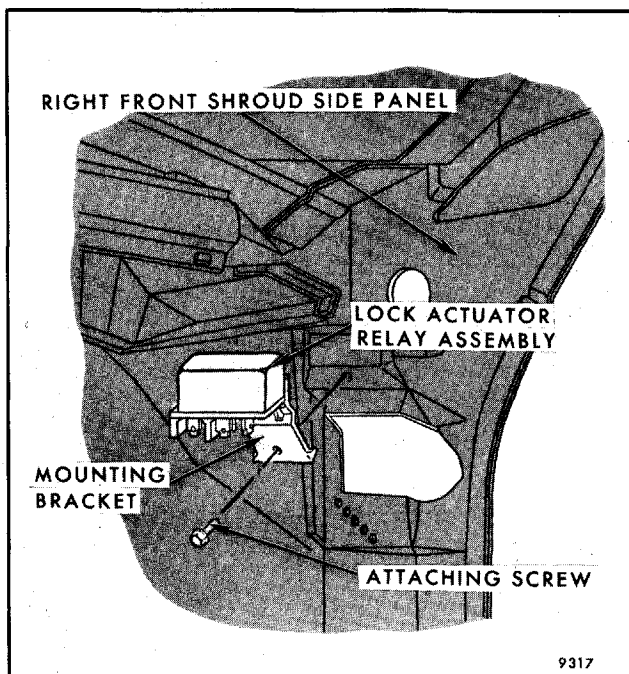 RIGHT FRONT SHROUD SIDE PANEL
LOCK ACTUATOR
RELAY ASSEMBLY
MOUNTING
BRACKET
ATTACHING SCREW
9317